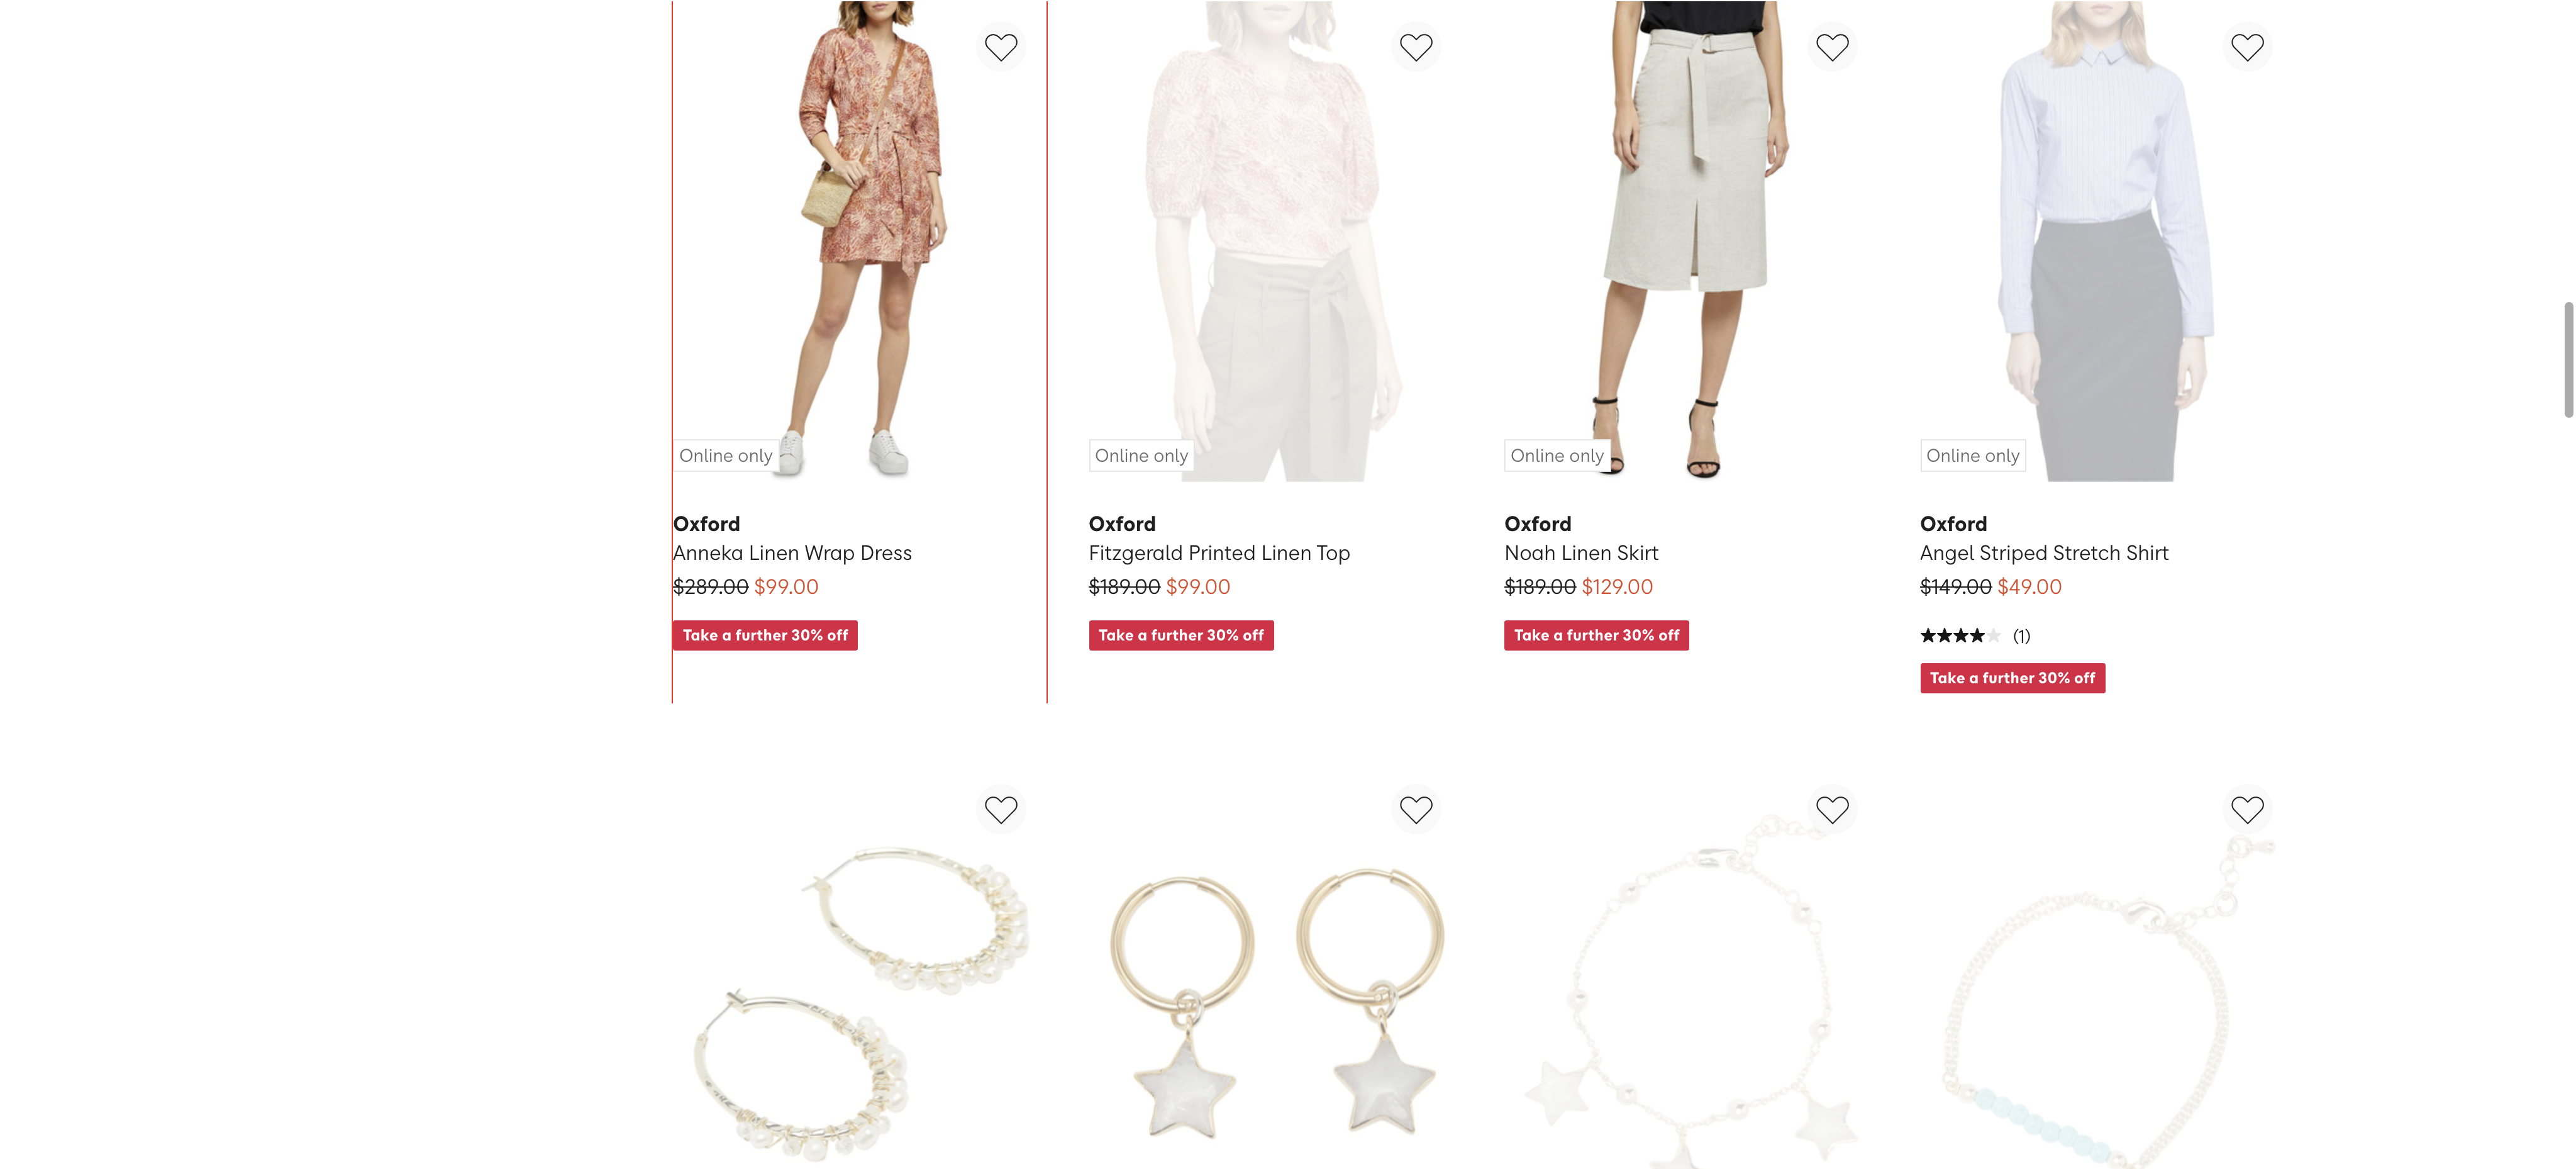 Online only
Oxford
Anneka Linen Wrap Dress
$289.00 $99.00
Take a further 30% off
Online only
Oxford
Fitzgerald Printed Linen Top
$189.00 $99.00
Take a further 30% off
Online only
Oxford
Noah Linen Skirt
$189.00 $129.00
Take a further 30% off
Online only
Oxford
Angel Striped Stretch Shirt
$149.00 $49.00
(1)
Take a further 30% off